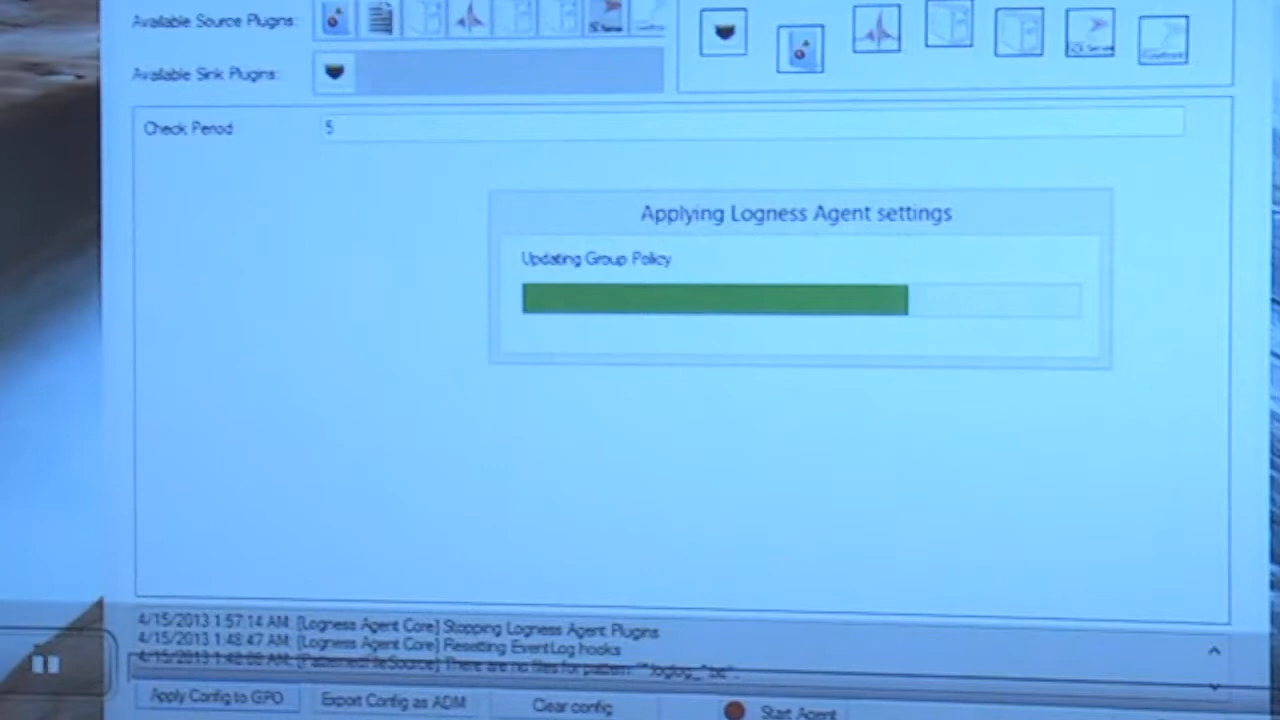 Available Source Plugins:
Available Sink Plugins:
Check Period
5
Applying Logness Agent settings
Updating Group Policy
4/15/2013 1:57:14 AM: [Logness Agent Core] Stopping Logness Agent Plugins
4/15/2013 1:48:47 AM: [Logness Agent Core] Resetting EventLog hooks
There are no files for pattern
Apply Config to GPO
Export Config as ADM
Clear config
Start Agent